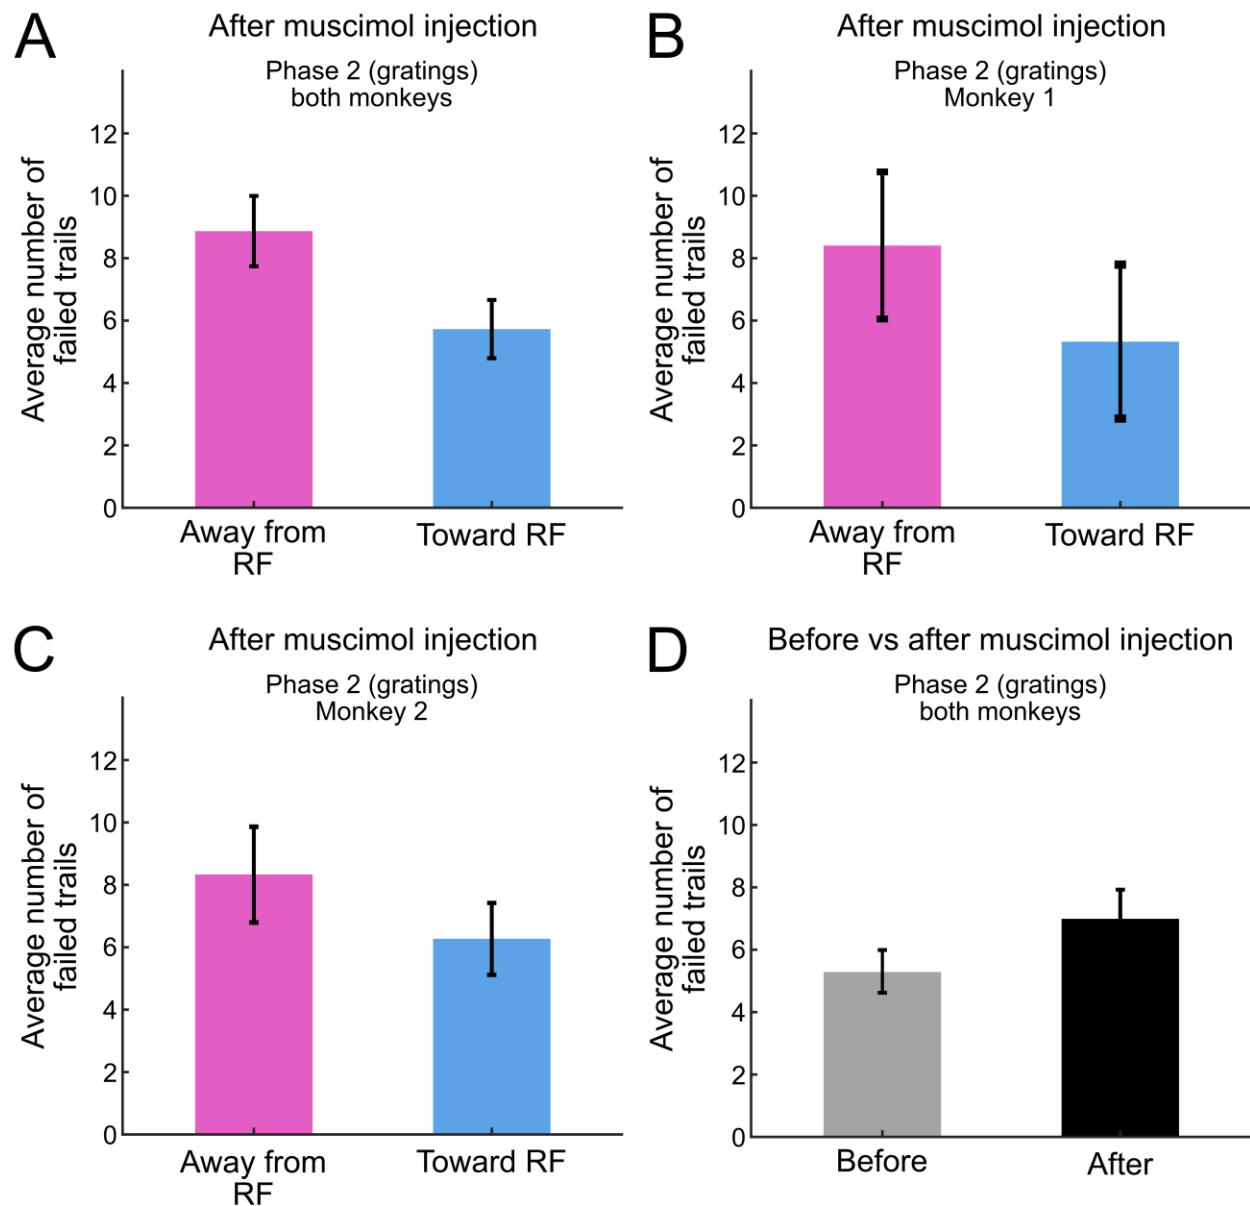 A
After muscimol injection
Phase 2 (gratings)
both monkeys
Average number of
failed trails
12
10
8
6
4
2
0
Away from
RF
Toward RF
B
After muscimol injection
Phase 2 (gratings)
Monkey 1
Average number of
failed trails
12
10
8
6
4
2
0
Away from
RF
Toward RF
C
After muscimol injection
Phase 2 (gratings)
Monkey 2
Average number of
failed trails
12
10
8
6
4
2
0
Away from
RF
Toward RF
D
Before vs after muscimol injection
Phase 2 (gratings)
both monkeys
Average number of
failed trails
12
10
8
6
4
2
0
Before
After